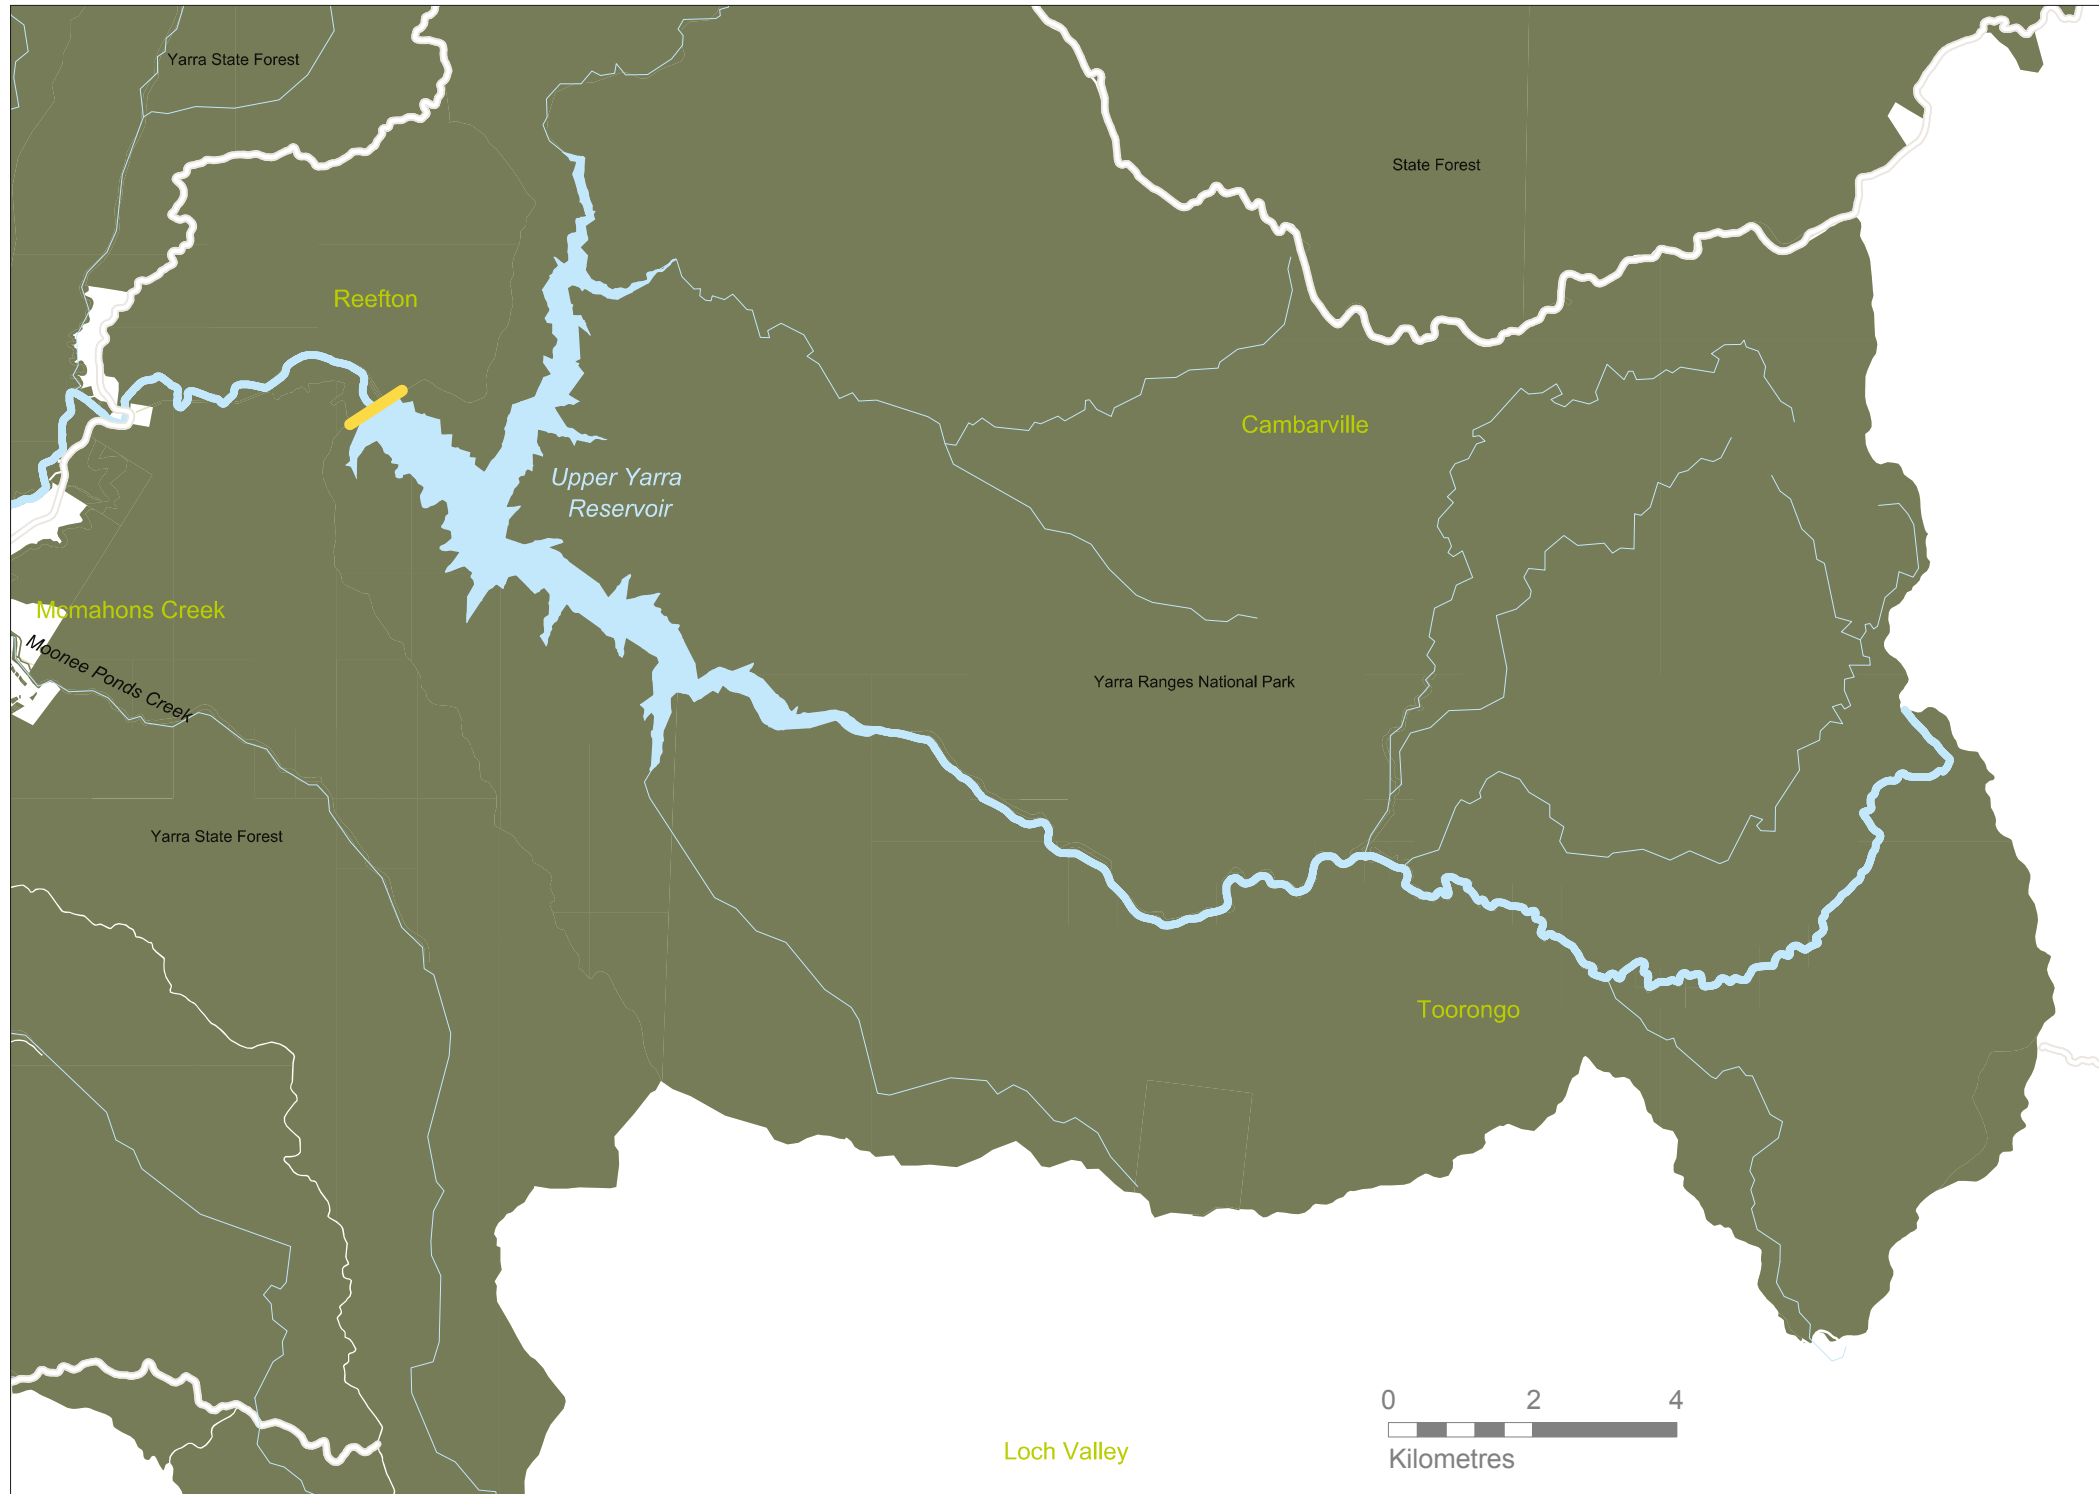 Yarra State Forest
State Forest
Reefton
Cambarville
Upper Yarra
Reservoir
Mcmahons Creek
Moonee Ponds Creek
Yarra Ranges National Park
Yarra State Forest
Toorongo
0 2 4
Kilometres
Loch Valley